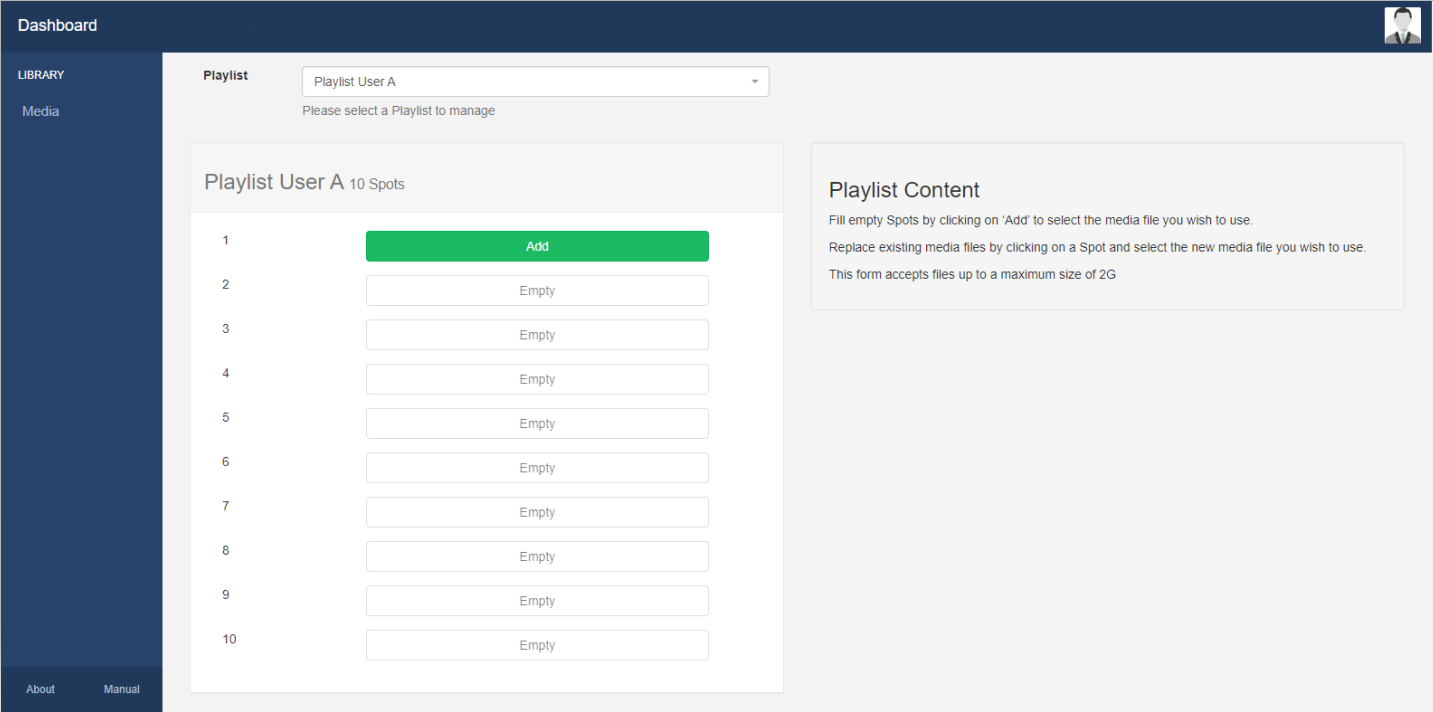 Dashboard
LIBRARY
Media
Playlist
Playlist User A
Please select a Playlist to manage
Playlist User A 10 Spots
1 Add
2 Empty
3 Empty
4 Empty
5 Empty
6 Empty
7 Empty
8 Empty
9 Empty
10 Empty
Playlist Content
Fill empty Spots by clicking on ‘Add’ to select the media file you wish to use.
Replace existing media files by clicking on a Spot and select the new media file you wish to use.
This form accepts files up to a maximum size of 2G
About Manual